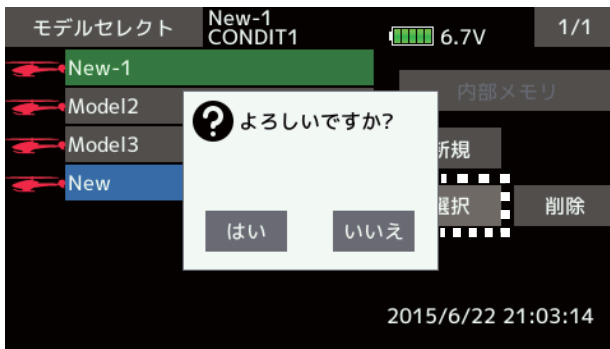 モデルセレクト
New-1
CONDIT1
6.7V
1/1
New-1
Model2
Model3
New
内部メモリ
よろしいですか?
はい
いいえ
新規
選択
削除
2015/6/22 21:03:14